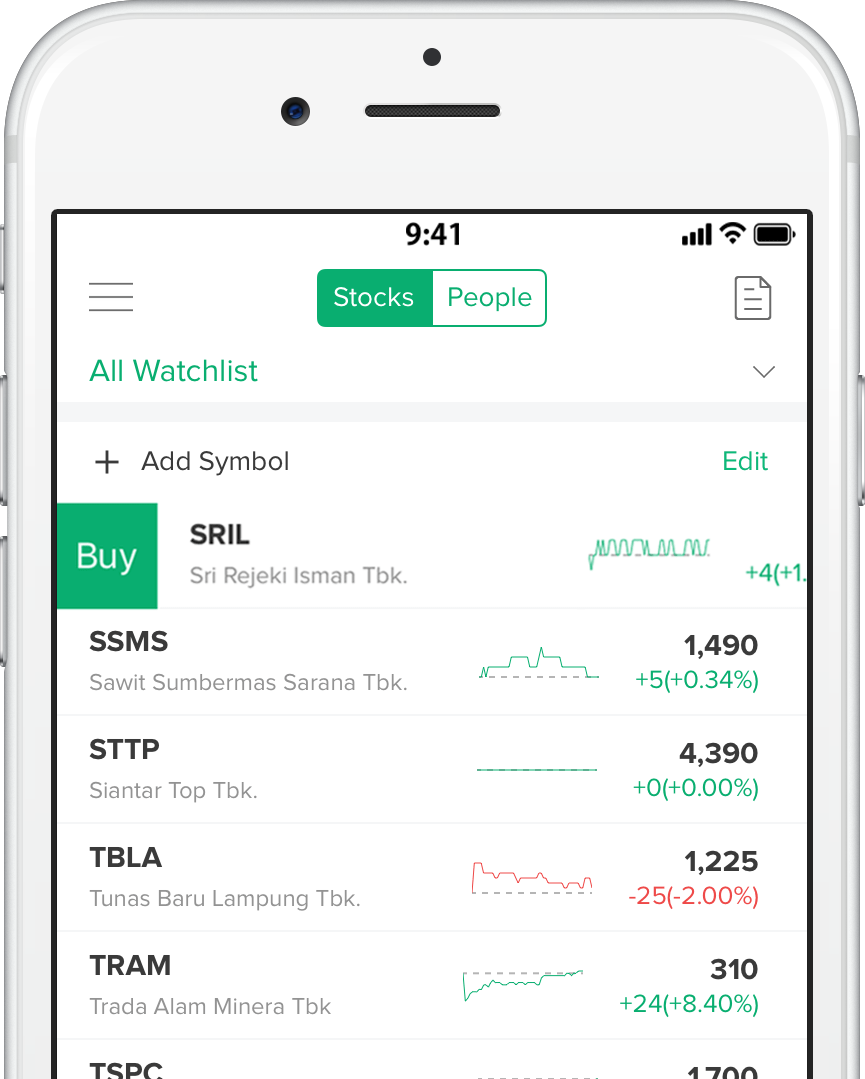 9:41
Stocks People
All Watchlist
+ Add Symbol Edit
Buy
SRIL
Sri Rejeki Isman Tbk.
+4(+1.
SSMS
Sawit Sumbermas Sarana Tbk.
1,490
+5(+0.34%)
STTP
Siantar Top Tbk.
4,390
+0(+0.00%)
TBLA
Tunas Baru Lampung Tbk.
1,225
-25(-2.00%)
TRAM
Trada Alam Minera Tbk
310
+24(+8.40%)
TSPC
1,700